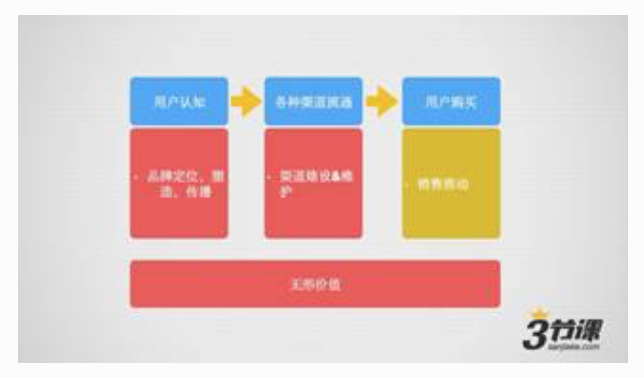 用户认知
各种渠道流通
用户购买
· 品牌定位、塑
造、传播
· 渠道建设&维
护
· 销售推动
无形价值
3节课
sanjieke.com